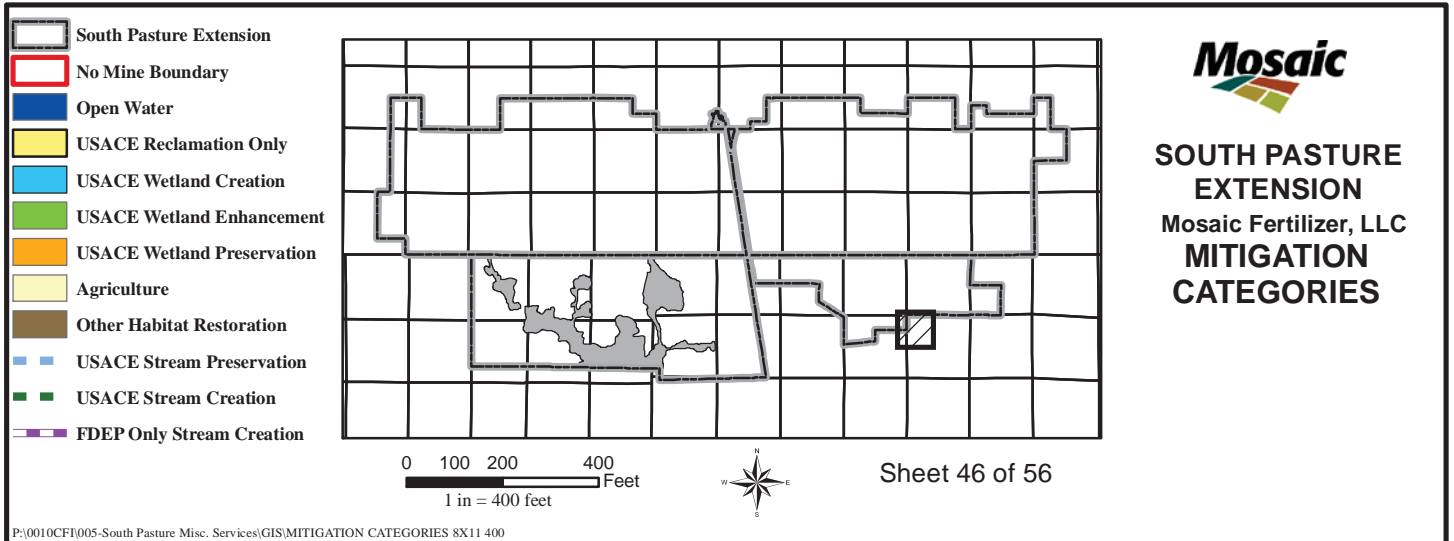 South Pasture Extension
No Mine Boundary
Open Water
USACE Reclamation Only
USACE Wetland Creation
USACE Wetland Enhancement
USACE Wetland Preservation
Agriculture
Other Habitat Restoration
USACE Stream Preservation
USACE Stream Creation
FDEP Only Stream Creation
0 100 200 400
Feet
1 in = 400 feet
N
W E
S
Sheet 46 of 56
Mosaic
SOUTH PASTURE
EXTENSION
Mosaic Fertilizer, LLC
MITIGATION
CATEGORIES
P:\0010CFI\005-South Pasture Misc. Services\GIS\MITIGATION CATEGORIES 8X11 400